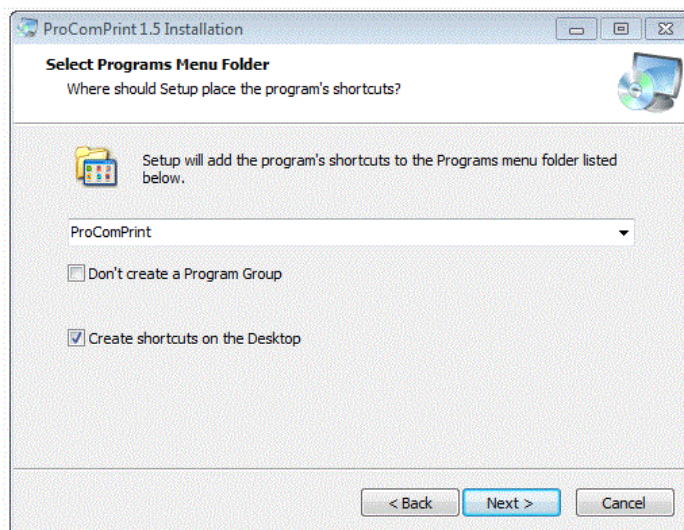 ProComPrint 1.5 Installation
Select Programs Menu Folder
Where should Setup place the program's shortcuts?
Setup will add the program's shortcuts to the Programs menu folder listed
below.
ProComPrint
Don't create a Program Group
Create shortcuts on the Desktop
< Back Next > Cancel